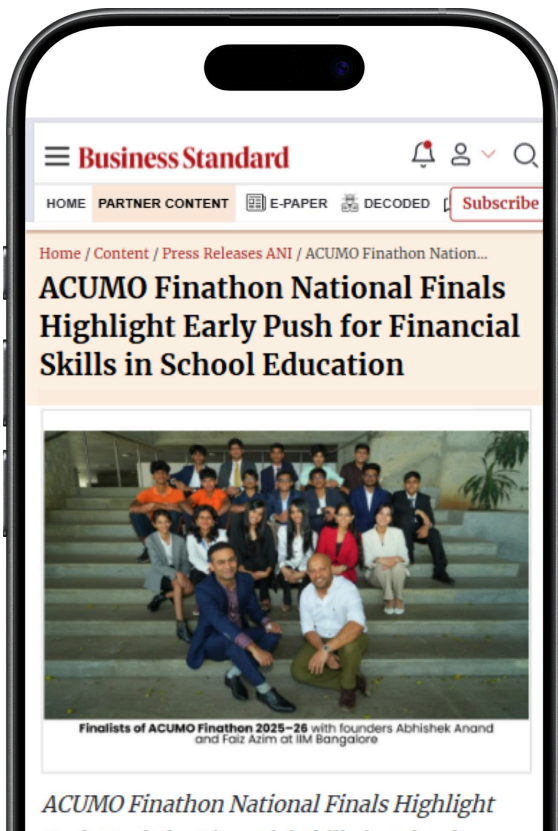 Business Standard
HOME PARTNER CONTENT E-PAPER DECODED Subscribe
Home / Content / Press Releases ANI / ACUMO Finathon Nation...
ACUMO Finathon National Finals
Highlight Early Push for Financial
Skills in School Education
Finalists of ACUMO Finathon 2025–26 with founders Abhishek Anand
and Faiz Azim at IIM Bangalore
ACUMO Finathon National Finals Highlight